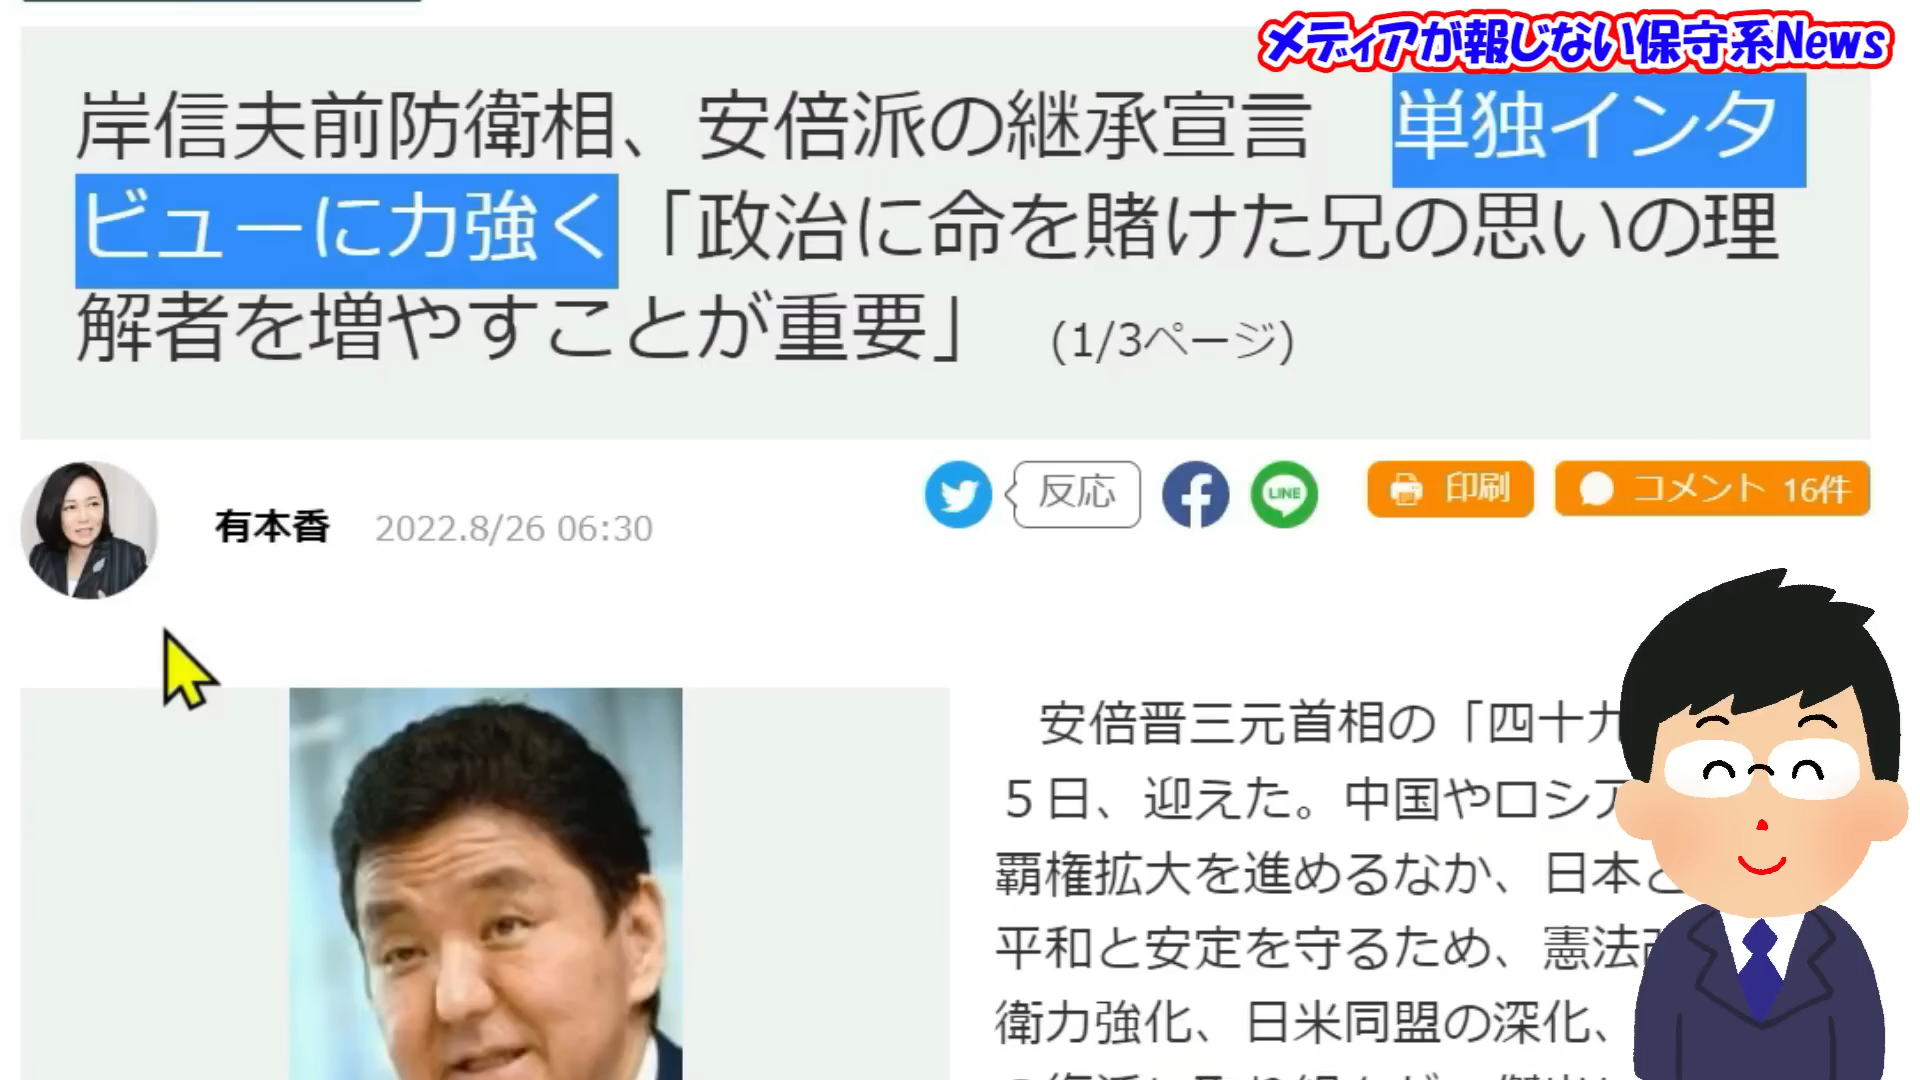 メディアが報じない保守系News
岸信夫前防衛相、安倍派の継承宣言　単独インタ
ビューに力強く「政治に命を賭けた兄の思いの理
解者を増やすことが重要」 (1/3ページ)
有本香 2022.8/26 06:30
反応
LINE
印刷
コメント 16件
安倍晋三元首相の「四十九
５日、迎えた。中国やロシア
覇権拡大を進めるなか、日本と
平和と安定を守るため、憲法
衛力強化、日米同盟の深化、